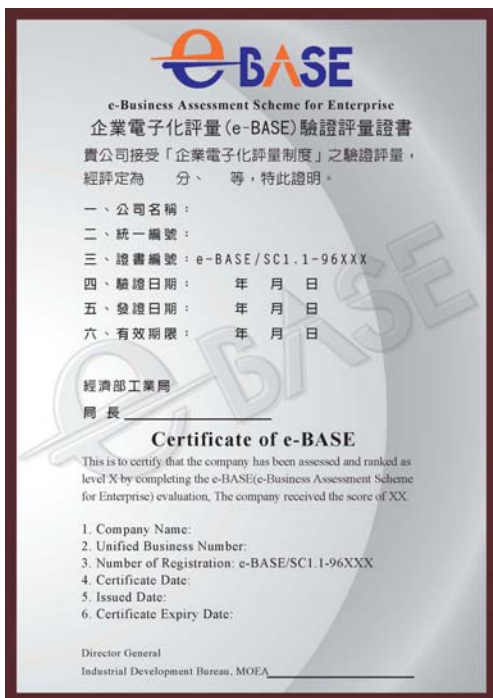 e-BASE
e-Business Assessment Scheme for Enterprise
企業電子化評量(e-BASE)驗證評量證書
貴公司接受「企業電子化評量制度」之驗證評量，
經評定為　　分、　　等，特此證明。
一、公司名稱：
二、統一編號：
三、證書編號：e-BASE/SC1.1-96XXX
四、驗證日期：　　年　月　日
五、發證日期：　　年　月　日
六、有效期限：　　年　月　日
e-BASE
經濟部工業局
局 長
Certificate of e-BASE
This is to certify that the company has been assessed and ranked as
level X by completing the e-BASE(e-Business Assessment Scheme
for Enterprise) evaluation, The company received the score of XX.
1. Company Name:
2. Unified Business Number:
3. Number of Registration: e-BASE/SC1.1-96XXX
4. Certificate Date:
5. Issued Date:
6. Certificate Expiry Date:
Director General
Industrial Development Bureau, MOEA